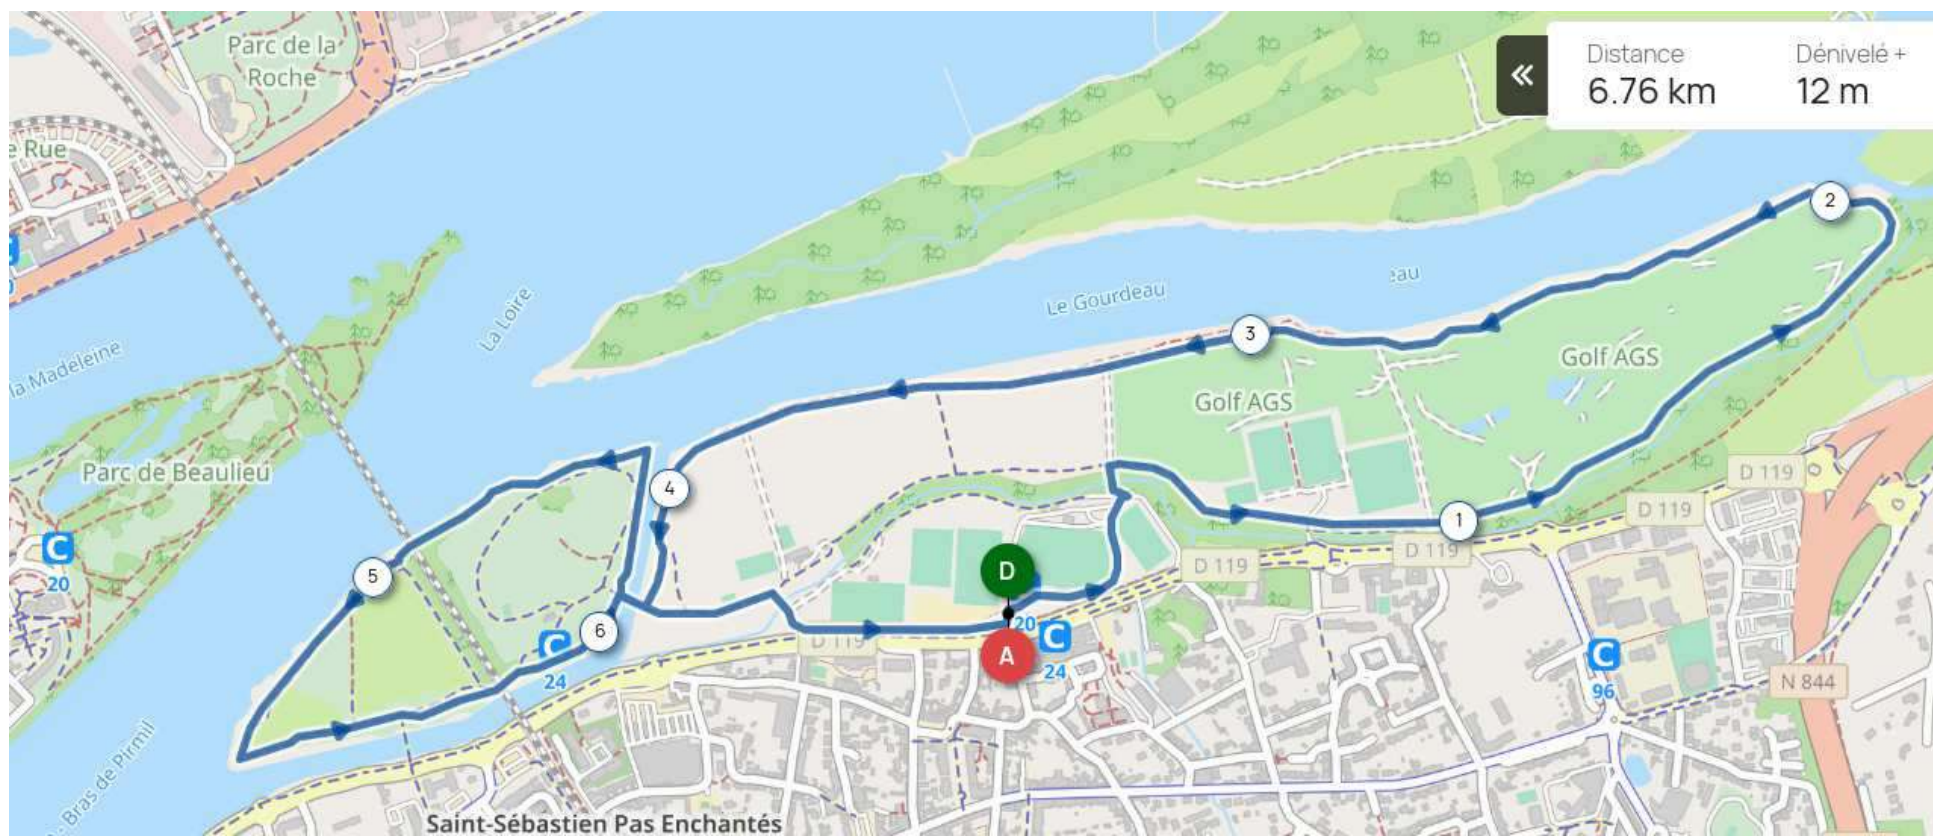 Parc de la
Roche
e Rue
Distance
6.76 km
Dénivelé +
12 m
2
la Madeleine
La Loire
Le Gourdeau
eau
3
Golf AGS
Golf AGS
Parc de Beaulieu
4
D 119
D 119
1
D 119
D 119
C
20
5
D
20
C
24
A
6
C
24
D 119
C
96
N 844
Bras de Pirmil
Saint-Sébastien Pas Enchantés